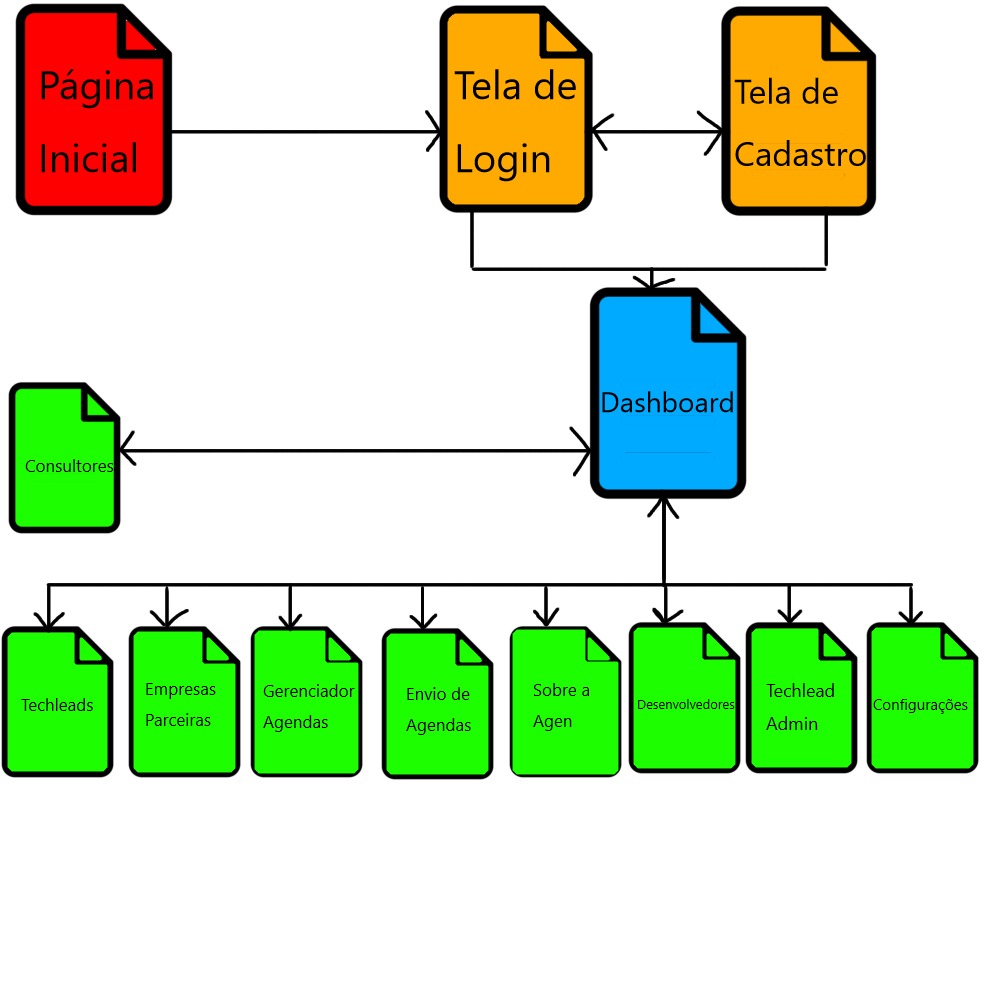 Página
Inicial
Tela de
Login
Tela de
Cadastro
Dashboard
Consultores
Techleads
Empresas
Parceiras
Gerenciador
Agendas
Envio de
Agendas
Sobre a
Agen
Desenvolvedores
Techlead
Admin
Configurações